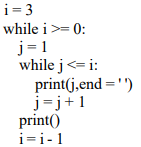 i = 3
while i >= 0:
    j = 1
    while j <= i:
        print(j,end = ' ')
        j = j + 1
    print()
    i = i - 1